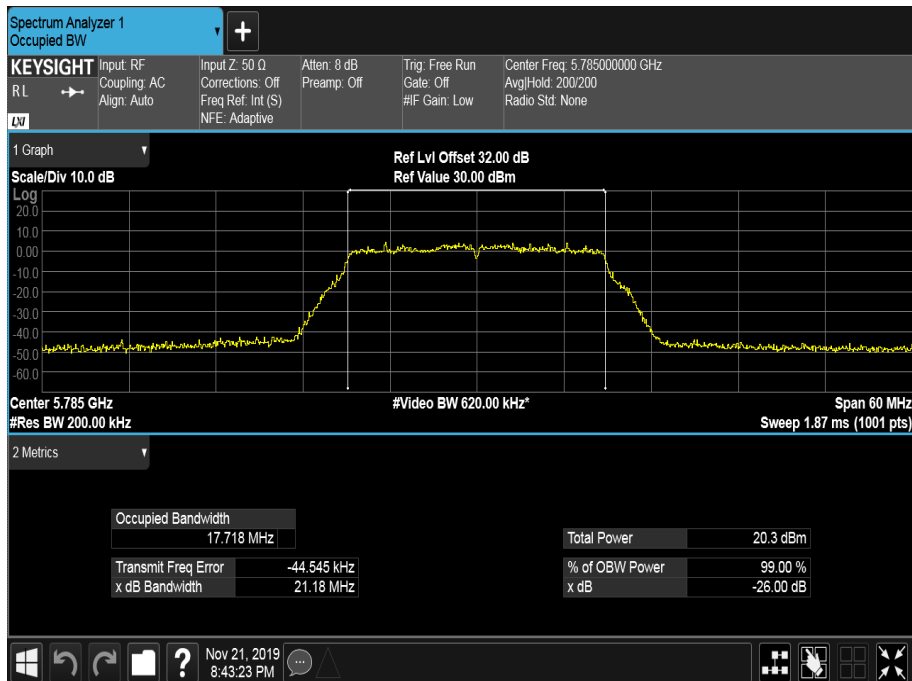 Spectrum Analyzer 1
Occupied BW
+
KEYSIGHT
RL
LXI
Input: RF
Coupling: AC
Align: Auto
Input Z: 50 Ω
Corrections: Off
Freq Ref: Int (S)
NFE: Adaptive
Atten: 8 dB
Preamp: Off
Trig: Free Run
Gate: Off
#IF Gain: Low
Center Freq: 5.785000000 GHz
Avg|Hold: 200/200
Radio Std: None
1 Graph
Scale/Div 10.0 dB
Ref Lvl Offset 32.00 dB
Ref Value 30.00 dBm
Log
20.0
10.0
0.00
-10.0
-20.0
-30.0
-40.0
-50.0
-60.0
Center 5.785 GHz
#Video BW 620.00 kHz*
Span 60 MHz
#Res BW 200.00 kHz
Sweep 1.87 ms (1001 pts)
2 Metrics
Occupied Bandwidth
17.718 MHz
Total Power 20.3 dBm
Transmit Freq Error -44.545 kHz
% of OBW Power 99.00 %
x dB Bandwidth 21.18 MHz
x dB -26.00 dB
?
Nov 21, 2019
8:43:23 PM